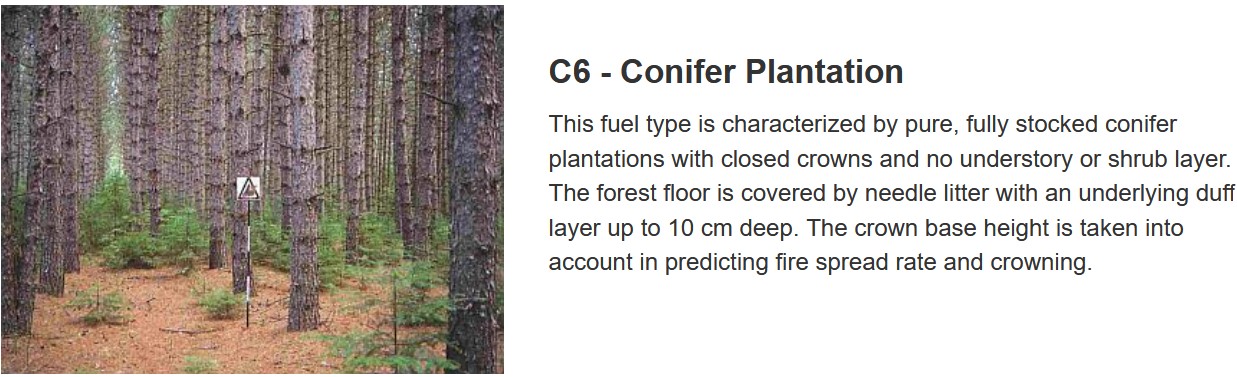 C6 - Conifer Plantation
This fuel type is characterized by pure, fully stocked conifer
plantations with closed crowns and no understory or shrub layer.
The forest floor is covered by needle litter with an underlying duff
layer up to 10 cm deep. The crown base height is taken into
account in predicting fire spread rate and crowning.